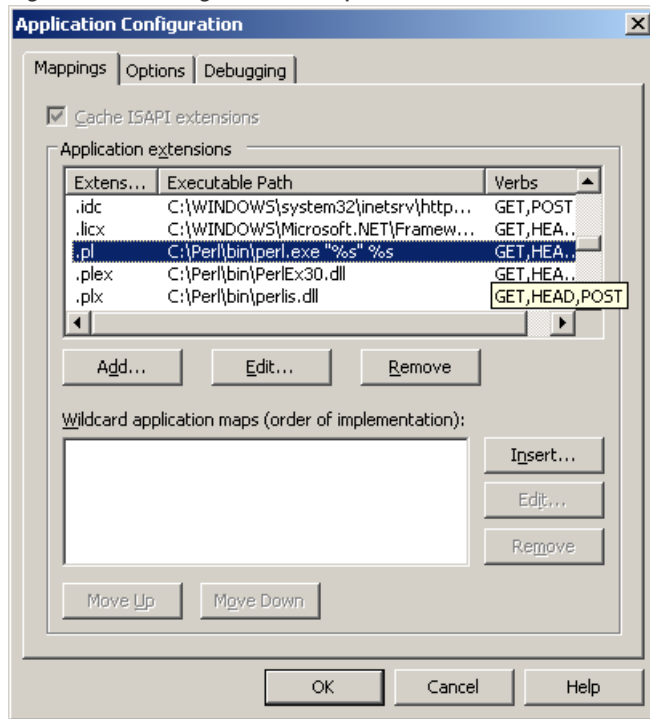 Application Configuration
Mappings Options Debugging
Cache ISAPI extensions
Application extensions
Extens... Executable Path Verbs
.idc C:\WINDOWS\system32\inetsrv\http... GET,POST
.licx C:\WINDOWS\Microsoft.NET\Framew... GET,HEA...
.pl C:\Perl\bin\perl.exe "%s" %s GET,HEA...
.plex C:\Perl\bin\PerlEx30.dll GET,HEA...
.plx C:\Perl\bin\perlis.dll GET,HEAD,POST
Add... Edit... Remove
Wildcard application maps (order of implementation):
Insert...
Edit...
Remove
Move Up Move Down
OK Cancel Help